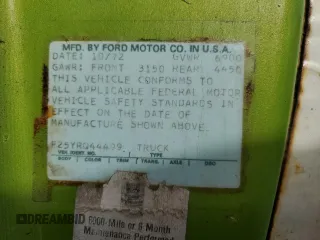 MFD. BY FORD MOTOR CO. IN U.S.A.
DATE: 10/72 GVWR 6900
GAWR: FRONT 3150 REAR: 4450
THIS VEHICLE CONFORMS TO
ALL APPLICABLE FEDERAL MOTOR
VEHICLE SAFETY STANDARDS IN
EFFECT ON THE DATE OF
MANUFACTURE SHOWN ABOVE.
F25YRQ44409 TRUCK
VEH. IDENT. NO. TYPE
BODY COLOR TRIM TRANS. AXLE DSO
6000-Mile or 6 Month
Maintenance Performed
DREAMBID